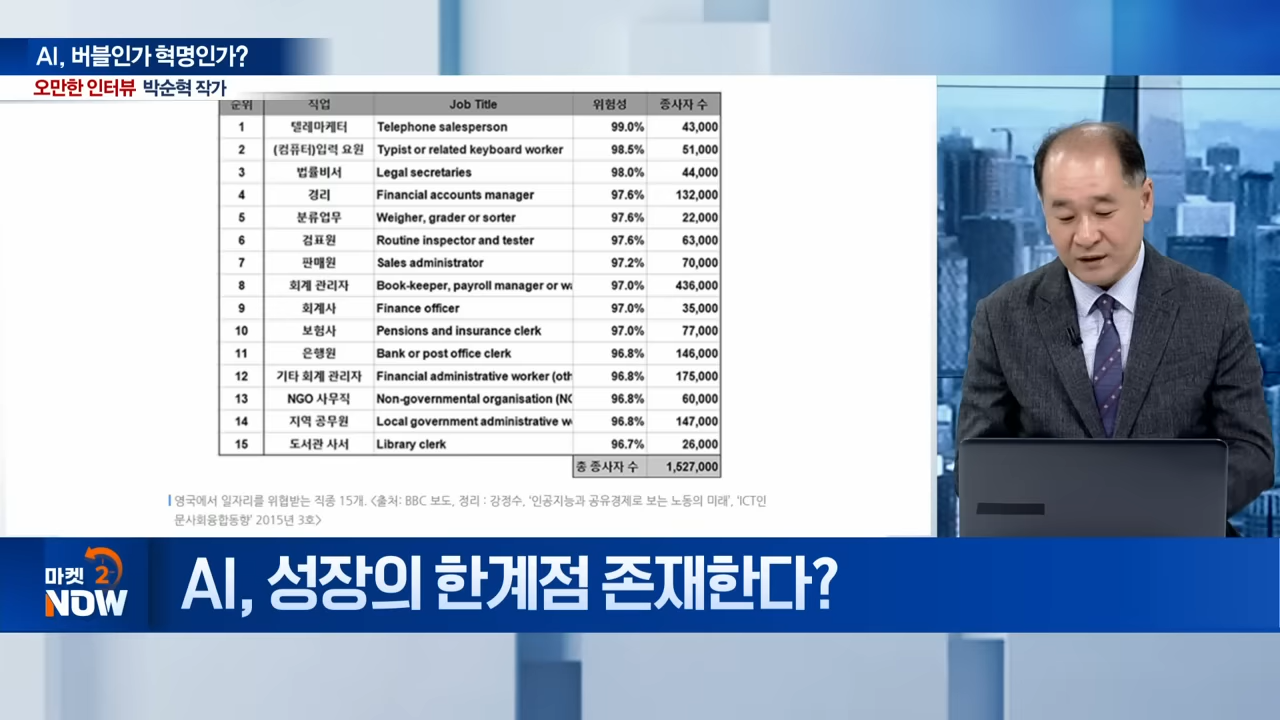 AI, 버블인가 혁명인가?
오만한 인터뷰 박순혁 작가
순위 직업 Job Title 위험성 종사자 수
1 텔레마케터 Telephone salesperson 99.0% 43,000
2 (컴퓨터)입력 요원 Typist or related keyboard worker 98.5% 51,000
3 법률비서 Legal secretaries 98.0% 44,000
4 경리 Financial accounts manager 97.6% 132,000
5 분류업무 Weigher, grader or sorter 97.6% 22,000
6 검표원 Routine inspector and tester 97.6% 63,000
7 판매원 Sales administrator 97.2% 70,000
8 회계 관리자 Book-keeper, payroll manager or wa 97.0% 436,000
9 회계사 Finance officer 97.0% 35,000
10 보험사 Pensions and insurance clerk 97.0% 77,000
11 은행원 Bank or post office clerk 96.8% 146,000
12 기타 회계 관리자 Financial administrative worker (oth 96.8% 175,000
13 NGO 사무직 Non-governmental organisation (NG 96.8% 60,000
14 지역 공무원 Local government administrative w 96.8% 147,000
15 도서관 사서 Library clerk 96.7% 26,000
총 종사자 수 1,527,000
영국에서 일자리를 위협받는 직종 15개. <출처: BBC 보도, 정리 : 강정수, '인공지능과 공유경제로 보는 노동의 미래', 'ICT인
문사회융합동향' 2015년 3호>
마켓 2
NOW
AI, 성장의 한계점 존재한다?